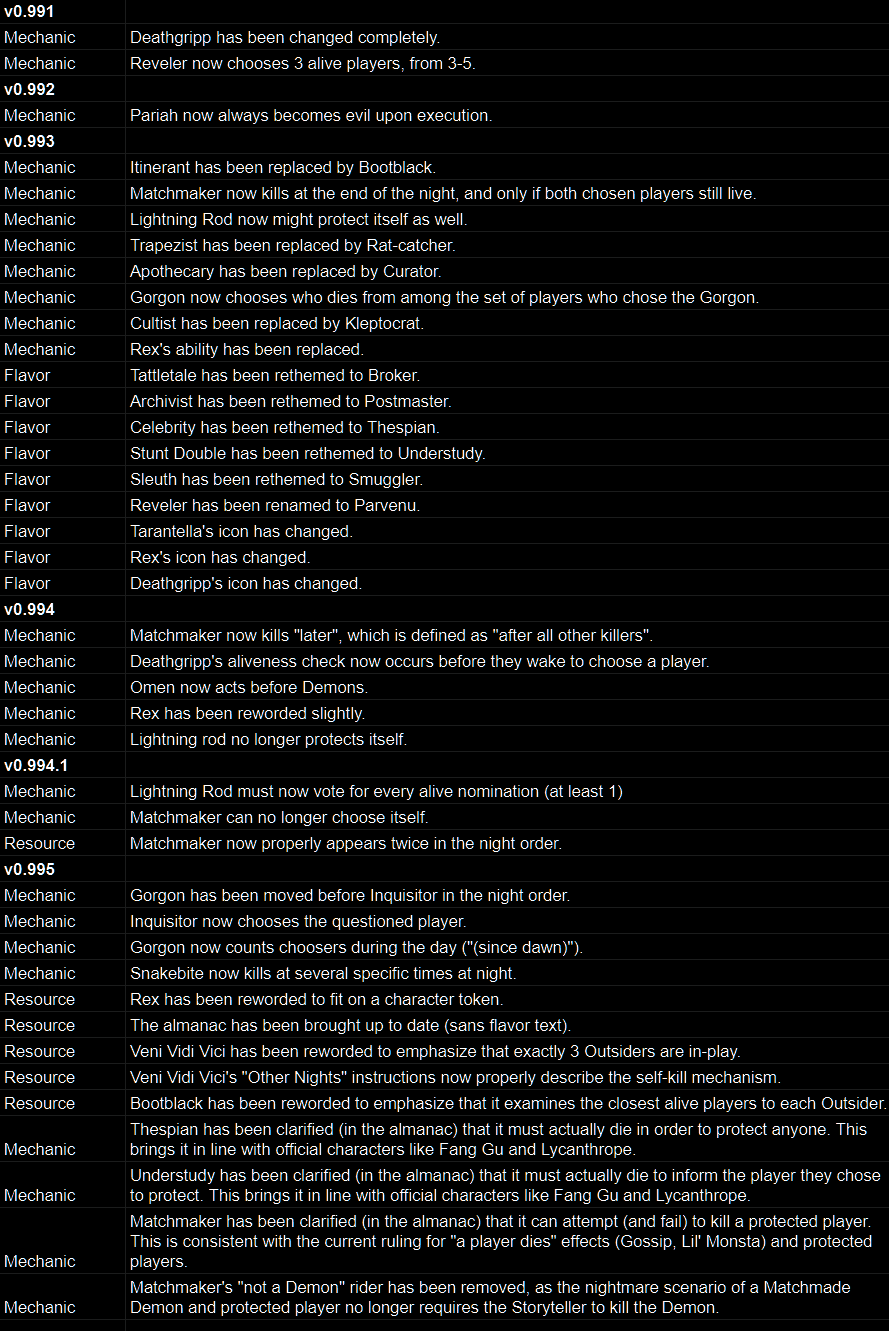 v0.991
Mechanic Deathgripp has been changed completely.
Mechanic Reveler now chooses 3 alive players, from 3-5.
v0.992
Mechanic Pariah now always becomes evil upon execution.
v0.993
Mechanic Itinerant has been replaced by Bootblack.
Mechanic Matchmaker now kills at the end of the night, and only if both chosen players still live.
Mechanic Lightning Rod now might protect itself as well.
Mechanic Trapezist has been replaced by Rat-catcher.
Mechanic Apothecary has been replaced by Curator.
Mechanic Gorgon now chooses who dies from among the set of players who chose the Gorgon.
Mechanic Cultist has been replaced by Kleptocrat.
Mechanic Rex's ability has been replaced.
Flavor Tattletale has been rethemed to Broker.
Flavor Archivist has been rethemed to Postmaster.
Flavor Celebrity has been rethemed to Thespian.
Flavor Stunt Double has been rethemed to Understudy.
Flavor Sleuth has been rethemed to Smuggler.
Flavor Reveler has been renamed to Parvenu.
Flavor Tarantella's icon has changed.
Flavor Rex's icon has changed.
Flavor Deathgripp's icon has changed.
v0.994
Mechanic Matchmaker now kills "later", which is defined as "after all other killers".
Mechanic Deathgripp's aliveness check now occurs before they wake to choose a player.
Mechanic Omen now acts before Demons.
Mechanic Rex has been reworded slightly.
Mechanic Lightning rod no longer protects itself.
v0.994.1
Mechanic Lightning Rod must now vote for every alive nomination (at least 1)
Mechanic Matchmaker can no longer choose itself.
Resource Matchmaker now properly appears twice in the night order.
v0.995
Mechanic Gorgon has been moved before Inquisitor in the night order.
Mechanic Inquisitor now chooses the questioned player.
Mechanic Gorgon now counts choosers during the day ("(since dawn)").
Mechanic Snakebite now kills at several specific times at night.
Resource Rex has been reworded to fit on a character token.
Resource The almanac has been brought up to date (sans flavor text).
Resource Veni Vidi Vici has been reworded to emphasize that exactly 3 Outsiders are in-play.
Resource Veni Vidi Vici's "Other Nights" instructions now properly describe the self-kill mechanism.
Resource Bootblack has been reworded to emphasize that it examines the closest alive players to each Outsider.
Thespian has been clarified (in the almanac) that it must actually die in order to protect anyone. This
Mechanic brings it in line with official characters like Fang Gu and Lycanthrope.
Understudy has been clarified (in the almanac) that it must actually die to inform the player they chose
Mechanic to protect. This brings it in line with official characters like Fang Gu and Lycanthrope.
Matchmaker has been clarified (in the almanac) that it can attempt (and fail) to kill a protected player.
This is consistent with the current ruling for "a player dies" effects (Gossip, Lil' Monsta) and protected
Mechanic players.
Matchmaker's "not a Demon" rider has been removed, as the nightmare scenario of a Matchmade
Mechanic Demon and protected player no longer requires the Storyteller to kill the Demon.